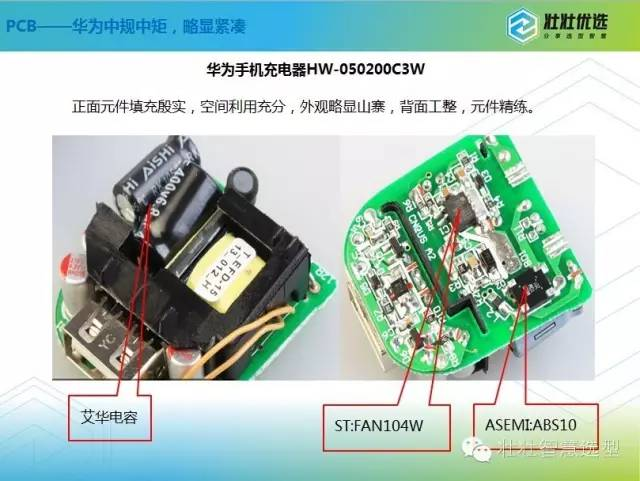 PCB——华为中规中矩，略显紧凑
壮壮优选
分享选型智慧
华为手机充电器HW-050200C3W
正面元件填充殷实，空间利用充分，外观略显山寨，背面工整，元件精练。
AiSHi
T-EFD-15
13_012_H
YC
CNBUS V2
艾华电容
ST:FAN104W
ASEMI:ABS10
壮壮智慧选型